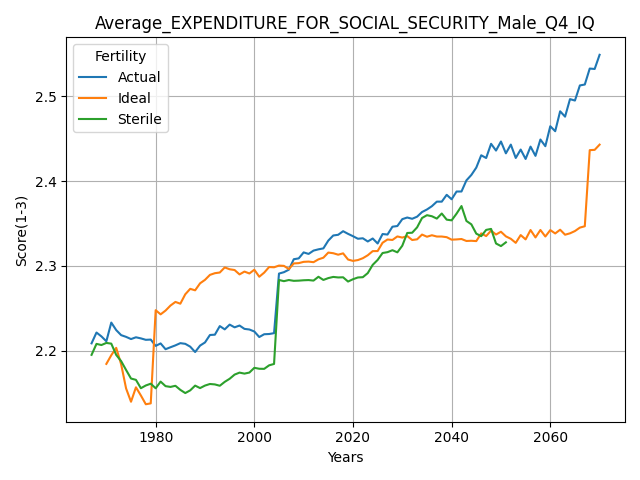 Average_EXPENDITURE_FOR_SOCIAL_SECURITY_Male_Q4_IQ
Fertility
Actual
Ideal
Sterile
Score(1-3)
2.5
2.4
2.3
2.2
1980 2000 2020 2040 2060
Years